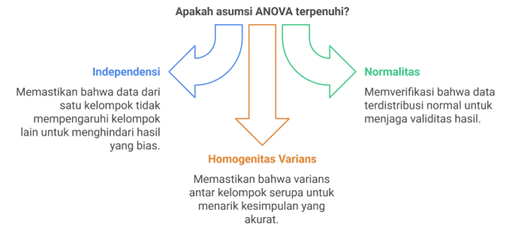 Apakah asumsi ANOVA terpenuhi?
Independensi
Memastikan bahwa data dari
satu kelompok tidak
mempengaruhi kelompok
lain untuk menghindari hasil
yang bias.
Normalitas
Memverifikasi bahwa data
terdistribusi normal untuk
menjaga validitas hasil.
Homogenitas Varians
Memastikan bahwa varians
antar kelompok serupa untuk
menarik kesimpulan yang
akurat.